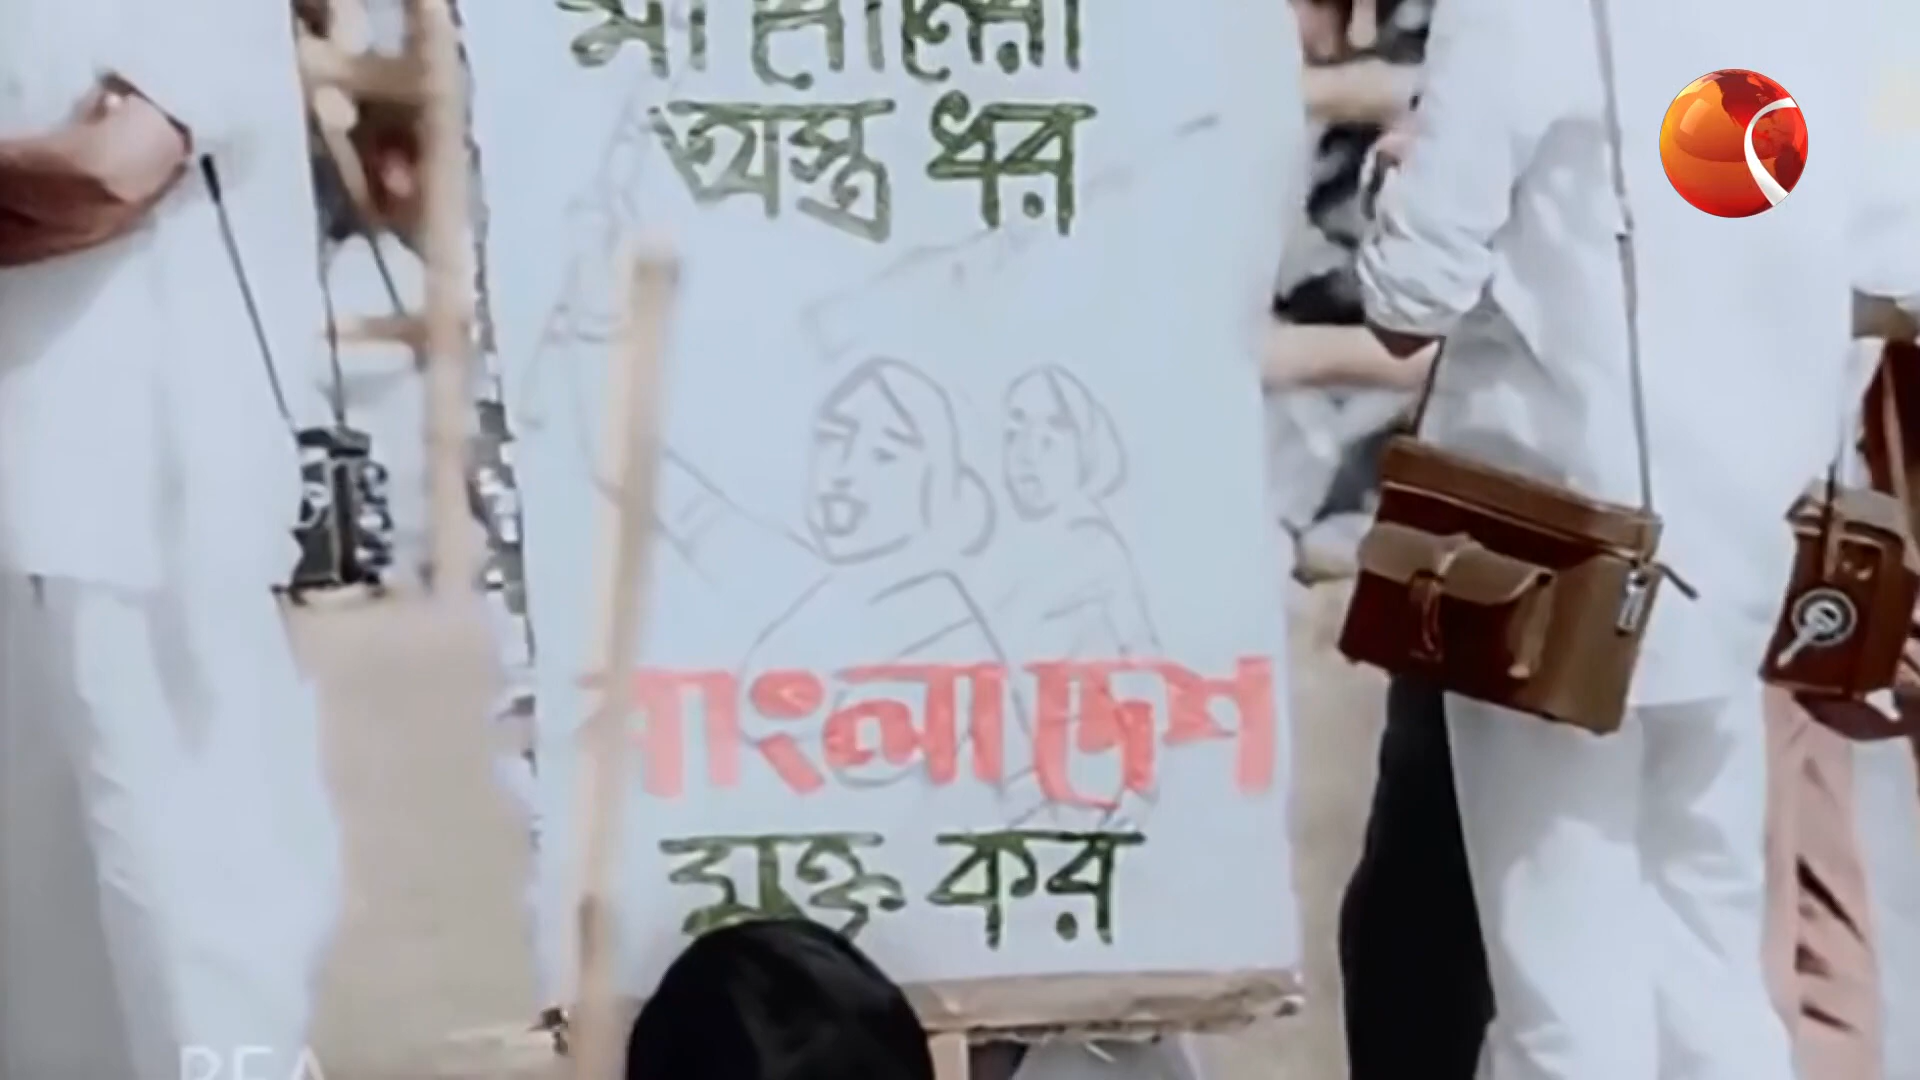 মা বোনেরা
অস্ত্র ধর
বাংলাদেশ
মুক্ত কর